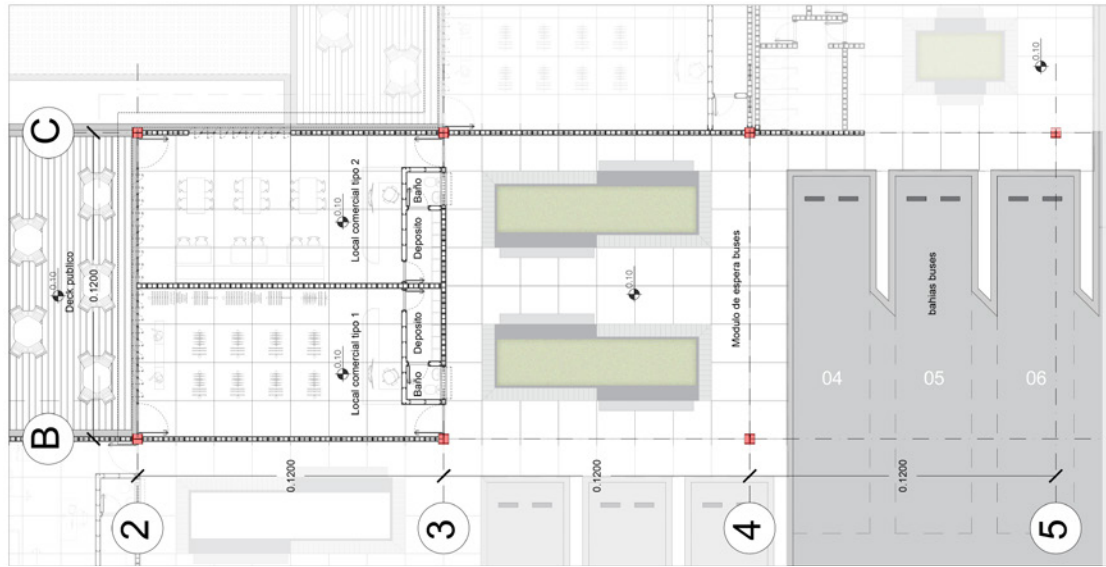 C
B
Deck publico
0.10
0.1200
Local comercial tipo 2
0.10
Baño
Deposito
Local comercial tipo 1
0.10
Deposito
Baño
0.10
Modulo de espera buses
bahias buses
0.10
04
05
06
0.1200
0.1200
0.1200
2
3
4
5